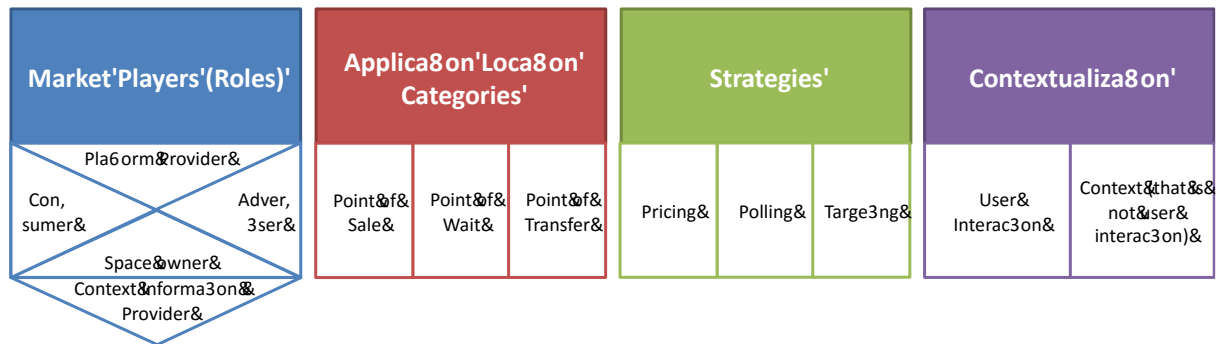 Market'Players'(Roles)'
Pla6orm&Provider&
Con,
sumer&
Adver,
3ser&
Space&owner&
Context&Informa3on&&
Provider&
Applica8on'Loca8on'
Categories'
Point&of&
Sale&
Point&of&
Wait&
Point&of&
Transfer&
Strategies'
Pricing&
Polling&
Targe3ng&
Contextualiza8on'
User&
Interac3on&
Context&(that&is&
not&user&
interac3on)&